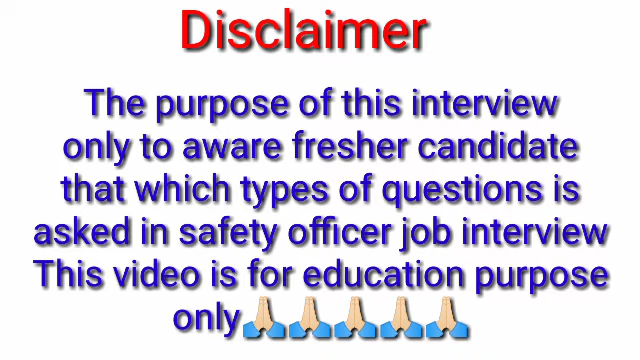 Disclaimer
The purpose of this interview
only to aware fresher candidate
that which types of questions is
asked in safety officer job interview
This video is for education purpose
only🙏🏻🙏🏻🙏🏻🙏🏻🙏🏻